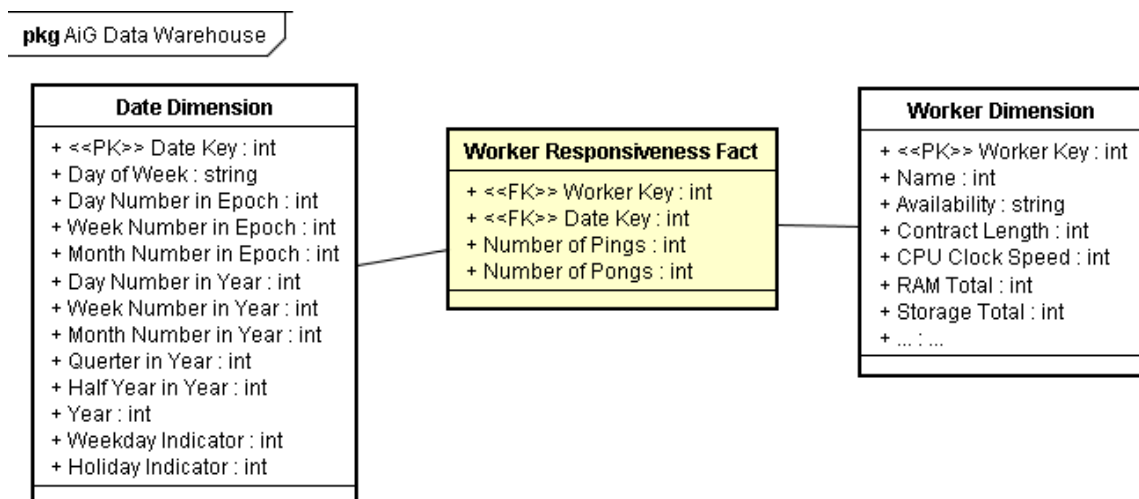 pkg AiG Data Warehouse
Date Dimension
+ <<PK>> Date Key : int
+ Day of Week : string
+ Day Number in Epoch : int
+ Week Number in Epoch : int
+ Month Number in Epoch : int
+ Day Number in Year : int
+ Week Number in Year : int
+ Month Number in Year : int
+ Querter in Year : int
+ Half Year in Year : int
+ Year : int
+ Weekday Indicator : int
+ Holiday Indicator : int
Worker Responsiveness Fact
+ <<FK>> Worker Key : int
+ <<FK>> Date Key : int
+ Number of Pings : int
+ Number of Pongs : int
Worker Dimension
+ <<PK>> Worker Key : int
+ Name : int
+ Availability : string
+ Contract Length : int
+ CPU Clock Speed : int
+ RAM Total : int
+ Storage Total : int
+ ... : ...